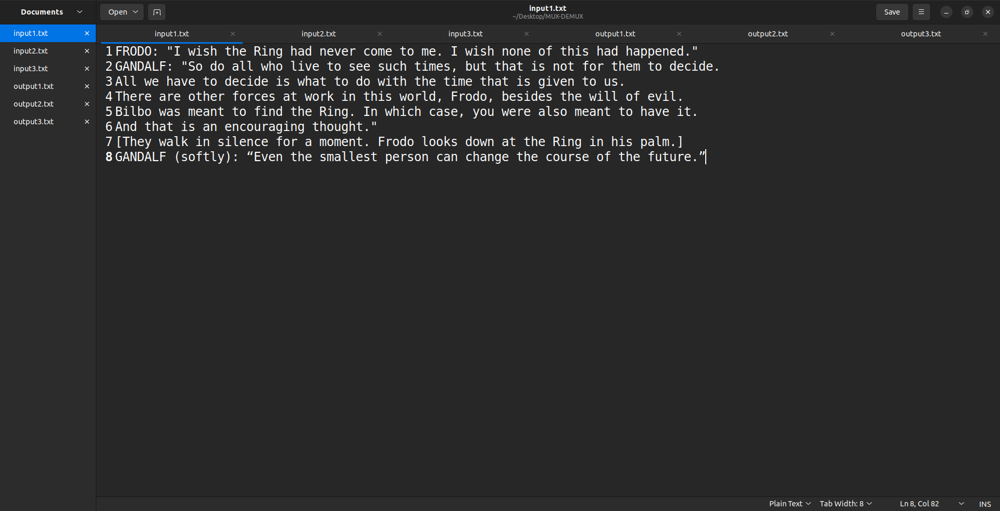 Documents
Open
input1.txt
~/Desktop/MUX-DEMUX
Save
input1.txt
input2.txt
input3.txt
output1.txt
output2.txt
output3.txt
input1.txt
input2.txt
input3.txt
output1.txt
output2.txt
output3.txt
1 FRODO: "I wish the Ring had never come to me. I wish none of this had happened."
2 GANDALF: "So do all who live to see such times, but that is not for them to decide.
3 All we have to decide is what to do with the time that is given to us.
4 There are other forces at work in this world, Frodo, besides the will of evil.
5 Bilbo was meant to find the Ring. In which case, you were also meant to have it.
6 And that is an encouraging thought."
7 [They walk in silence for a moment. Frodo looks down at the Ring in his palm.]
8 GANDALF (softly): “Even the smallest person can change the course of the future.”
Plain Text
Tab Width: 8
Ln 8, Col 82
INS